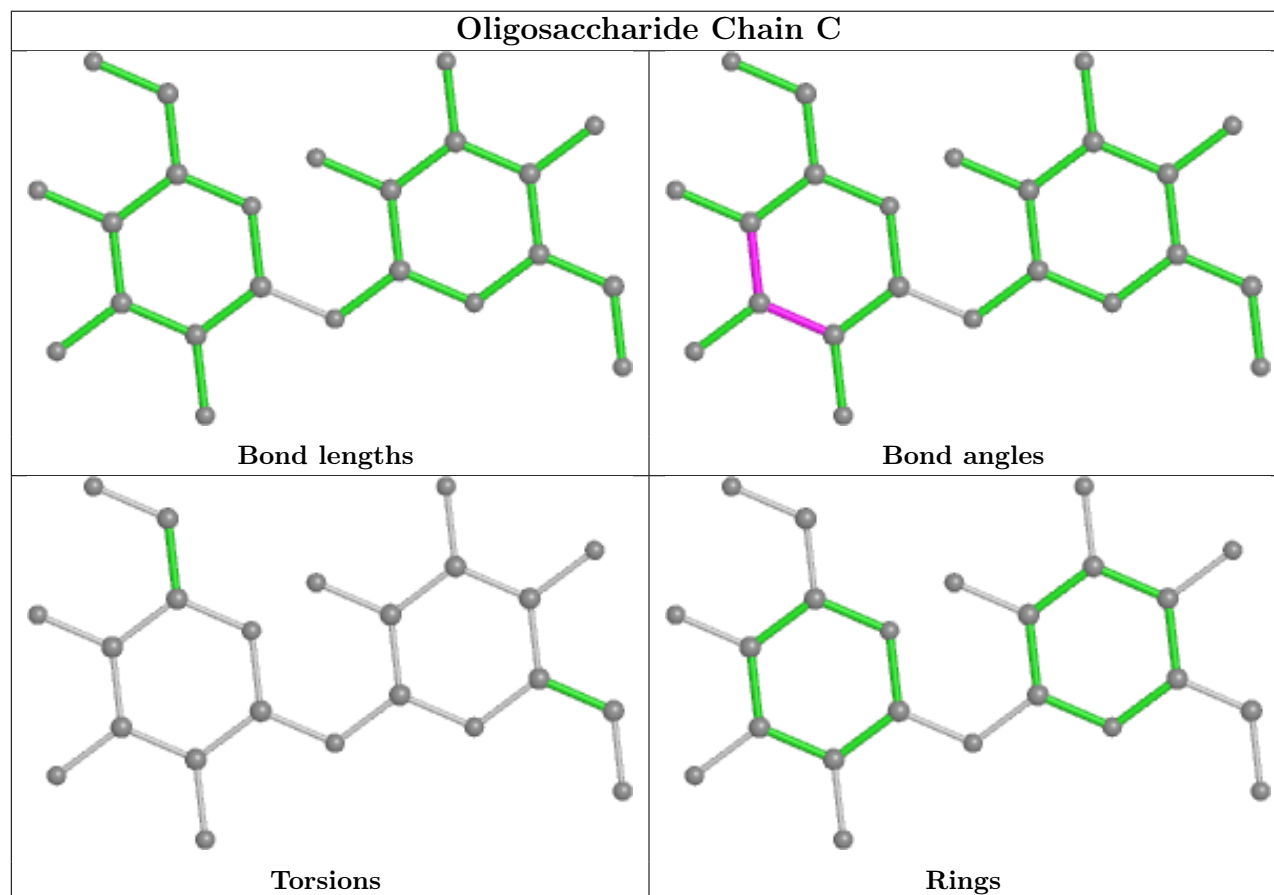 Oligosaccharide Chain C
Bond lengths
Bond angles
Torsions
Rings